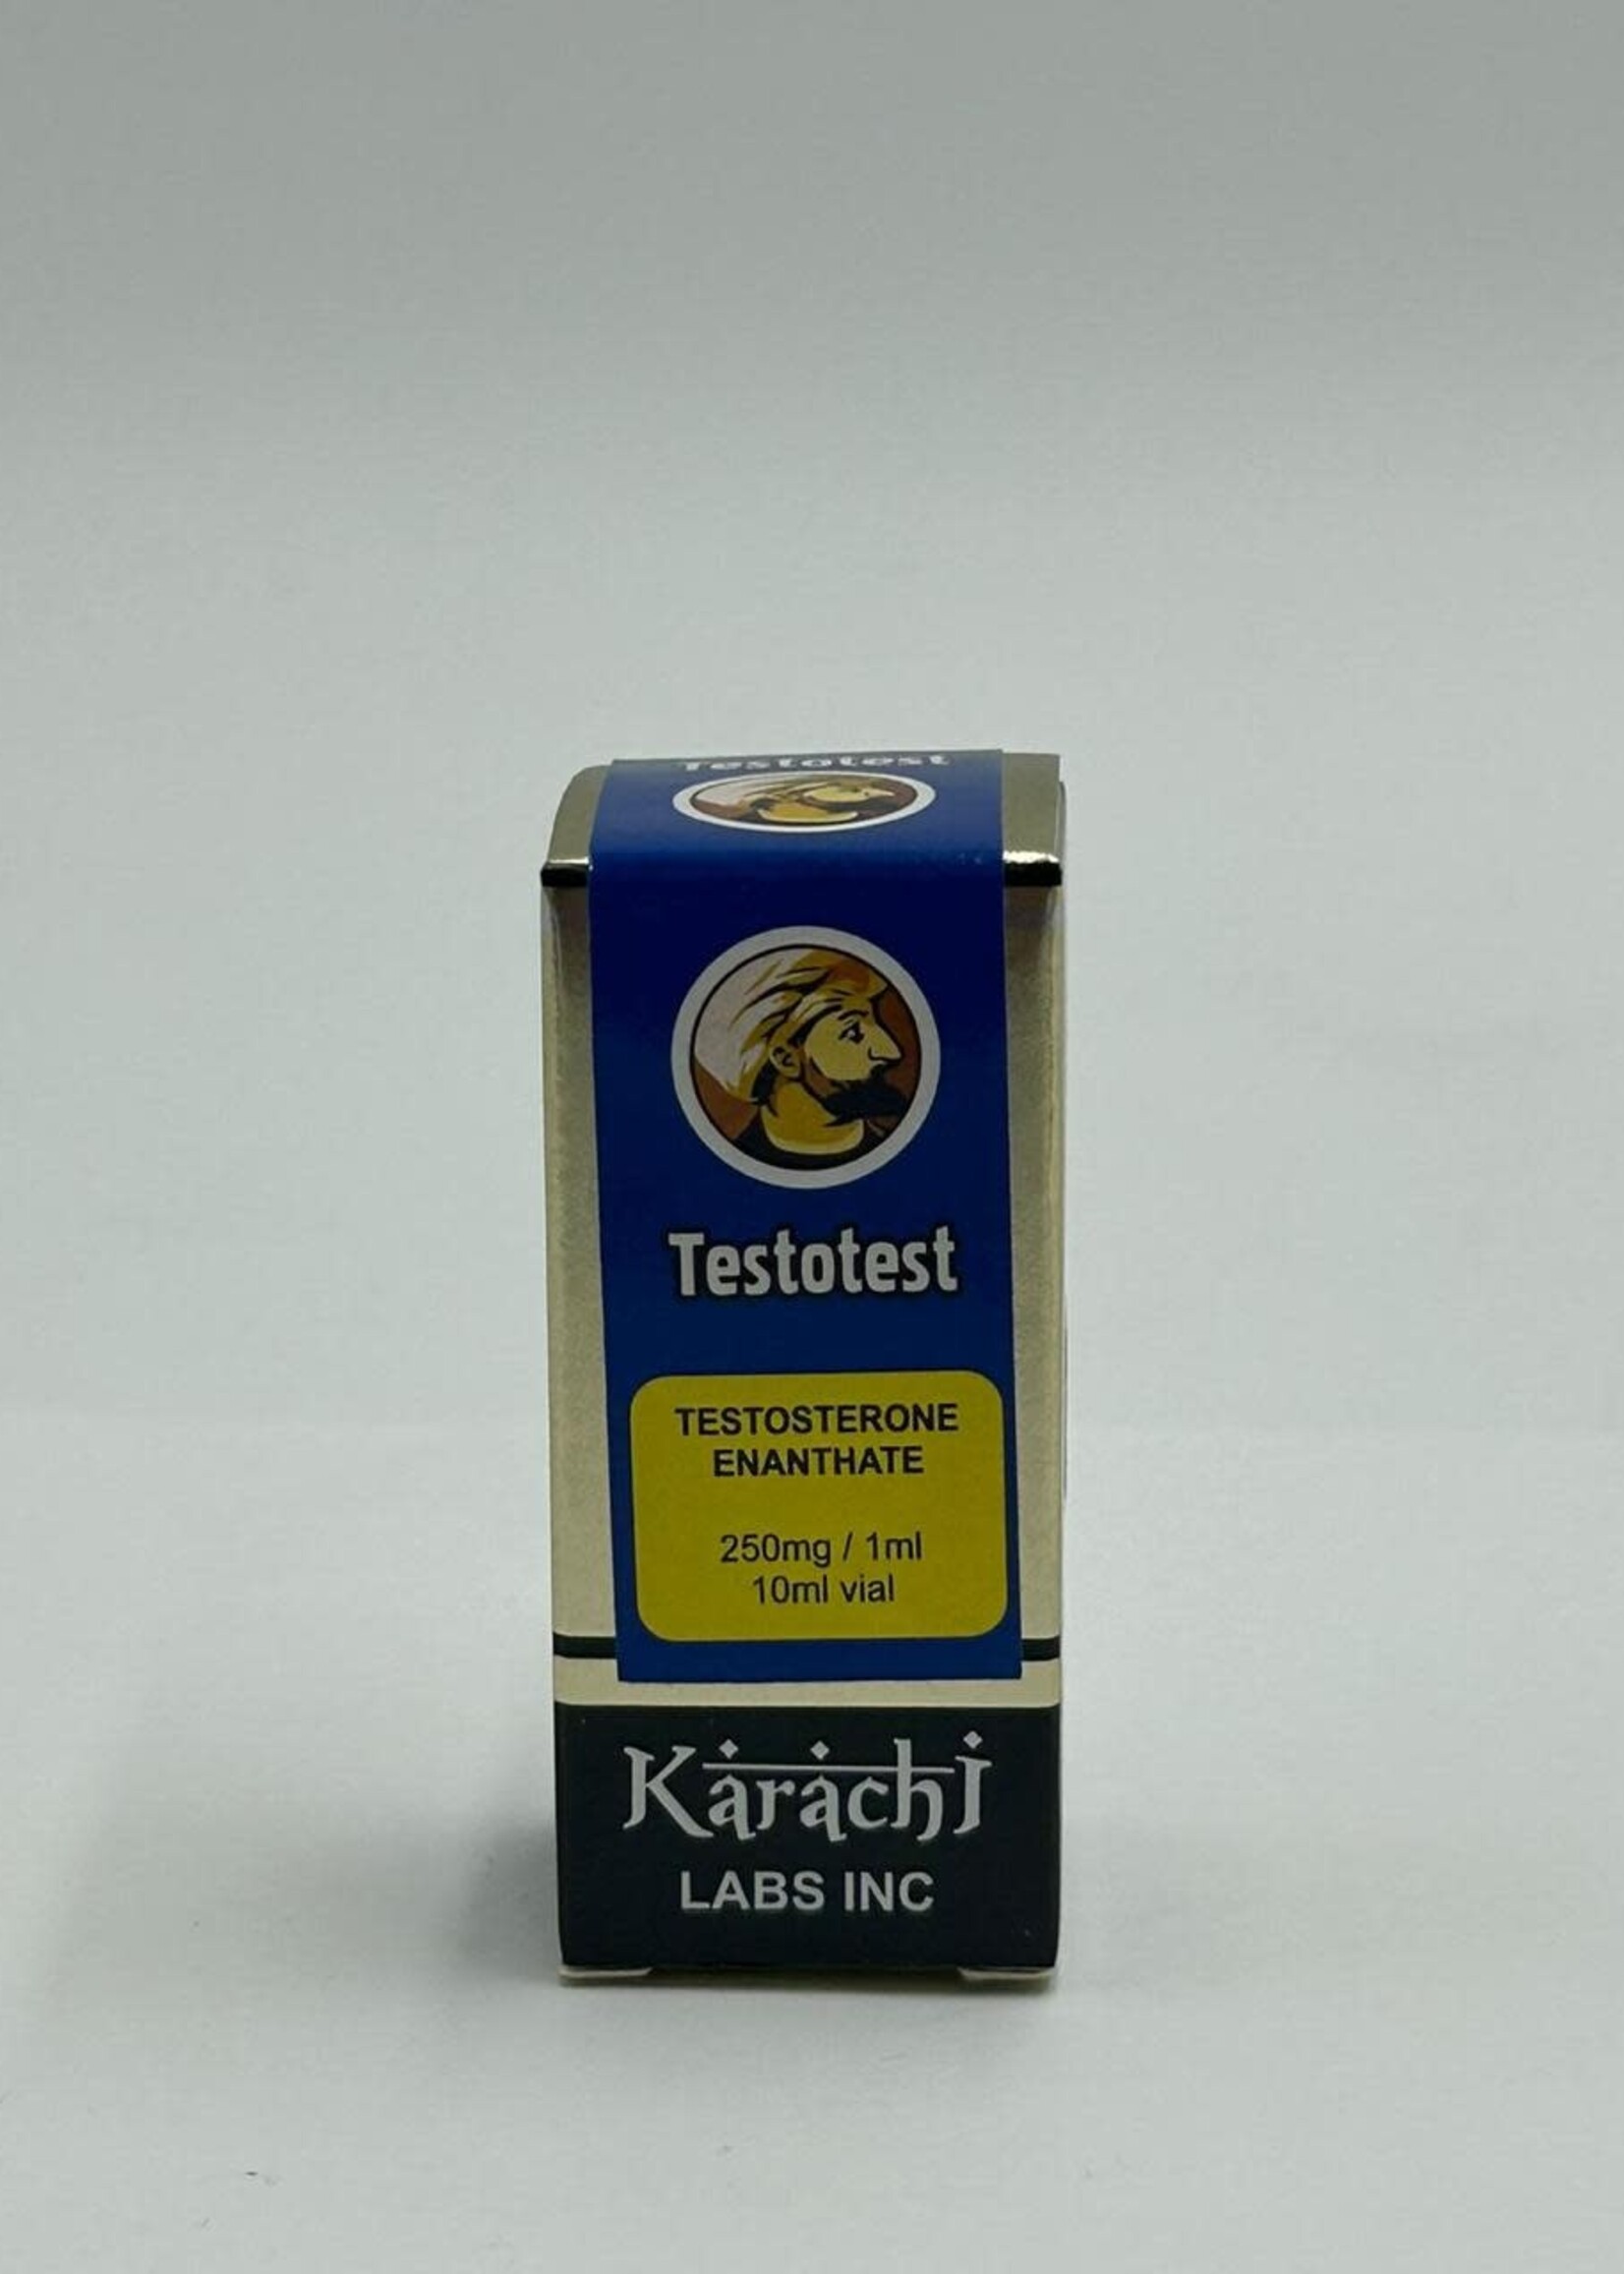 Testotest
Testotest
TESTOSTERONE
ENANTHATE
250mg / 1ml
10ml vial
Karachi
LABS INC